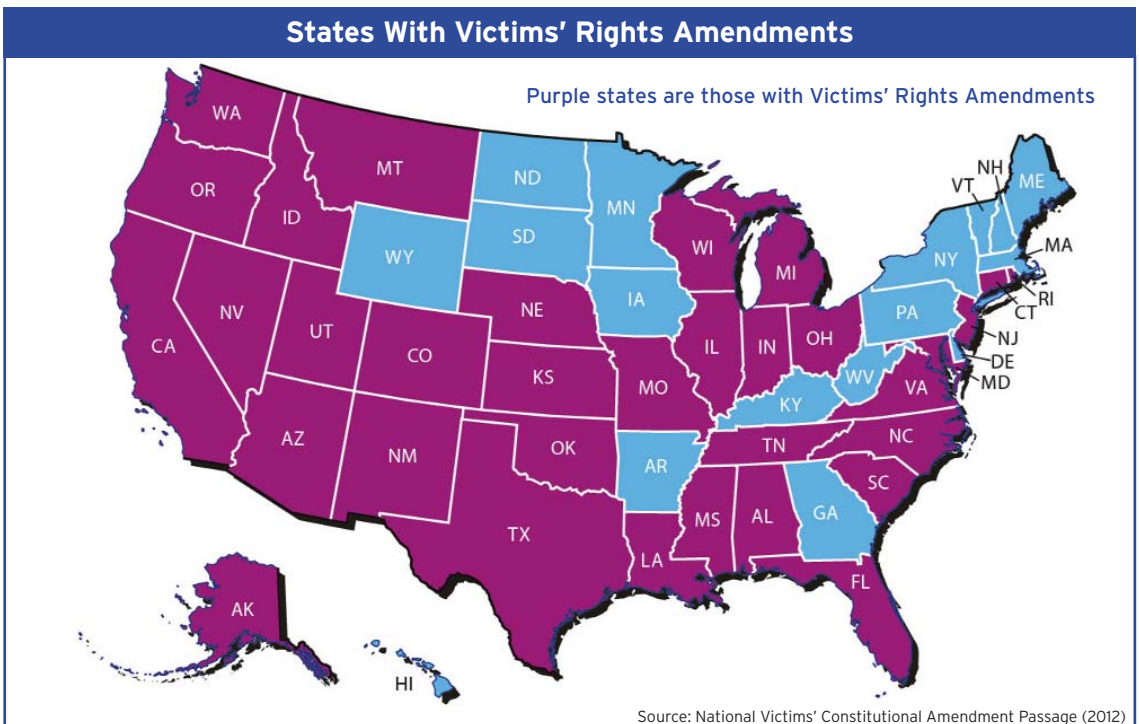 States With Victims’ Rights Amendments
Purple states are those with Victims’ Rights Amendments
WA
MT
ND
MN
VT
NH
ME
OR
ID
WY
SD
WI
MI
NY
MA
RI
CT
NV
UT
NE
IA
PA
NJ
DE
MD
CA
CO
KS
MO
IL
IN
OH
WV
VA
KY
AZ
NM
OK
AR
TN
NC
SC
TX
LA
MS
AL
GA
FL
AK
HI
Source: National Victims’ Constitutional Amendment Passage (2012)